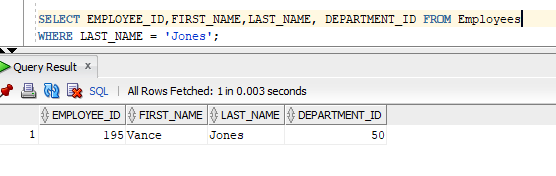 SELECT EMPLOYEE_ID,FIRST_NAME,LAST_NAME, DEPARTMENT_ID FROM Employees
WHERE LAST_NAME = 'Jones';
Query Result x
SQL | All Rows Fetched: 1 in 0.003 seconds
EMPLOYEE_ID FIRST_NAME LAST_NAME DEPARTMENT_ID
1 195 Vance Jones 50